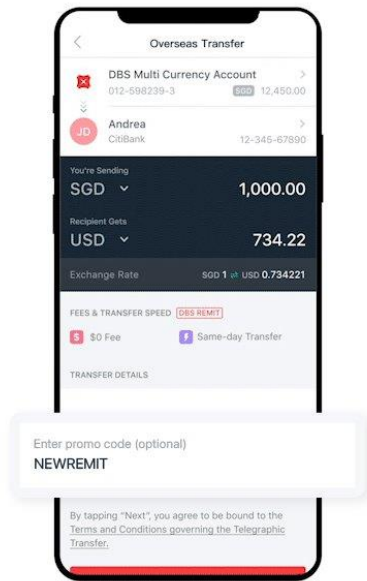 Overseas Transfer
DBS Multi Currency Account
012-598239-3 SGD 12,450.00
JD
Andrea
CitiBank 12-345-67890
You're Sending
SGD 1,000.00
Recipient Gets
USD 734.22
Exchange Rate SGD 1 ⇌ USD 0.734221
FEES & TRANSFER SPEED DBS REMIT
$ $0 Fee Same-day Transfer
TRANSFER DETAILS
Enter promo code (optional)
NEWREMIT
By tapping "Next", you agree to be bound to the
Terms and Conditions governing the Telegraphic
Transfer.